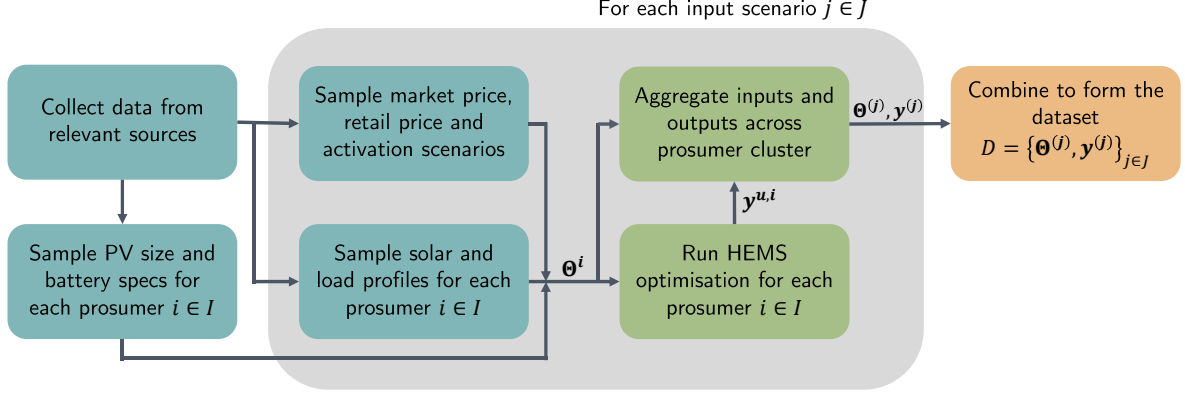 For each input scenario j ∈ J
Collect data from
relevant sources
Sample market price,
retail price and
activation scenarios
Aggregate inputs and
outputs across
prosumer cluster
Θ⁽ʲ⁾, y⁽ʲ⁾
Combine to form the
dataset
D = {Θ⁽ʲ⁾, y⁽ʲ⁾}ⱼ∈J
yᵘ,ⁱ
Sample PV size and
battery specs for
each prosumer i ∈ I
Sample solar and
load profiles for each
prosumer i ∈ I
Θⁱ
Run HEMS
optimisation for each
prosumer i ∈ I